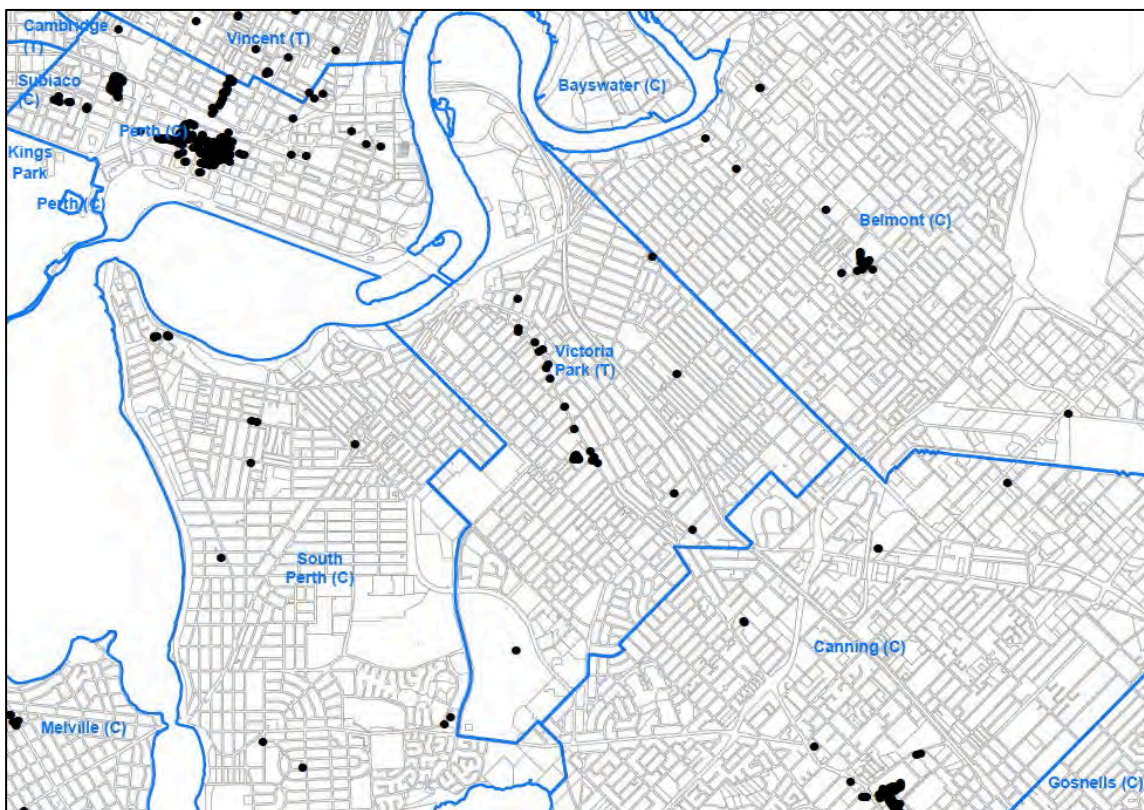 Cambridge
(T)
Vincent (T)
Subiaco
(C)
Bayswater (C)
Perth (C)
Kings
Park
Perth (C)
Belmont (C)
Victoria
Park (T)
South
Perth (C)
Canning (C)
Melville (C)
Gosnells (C)